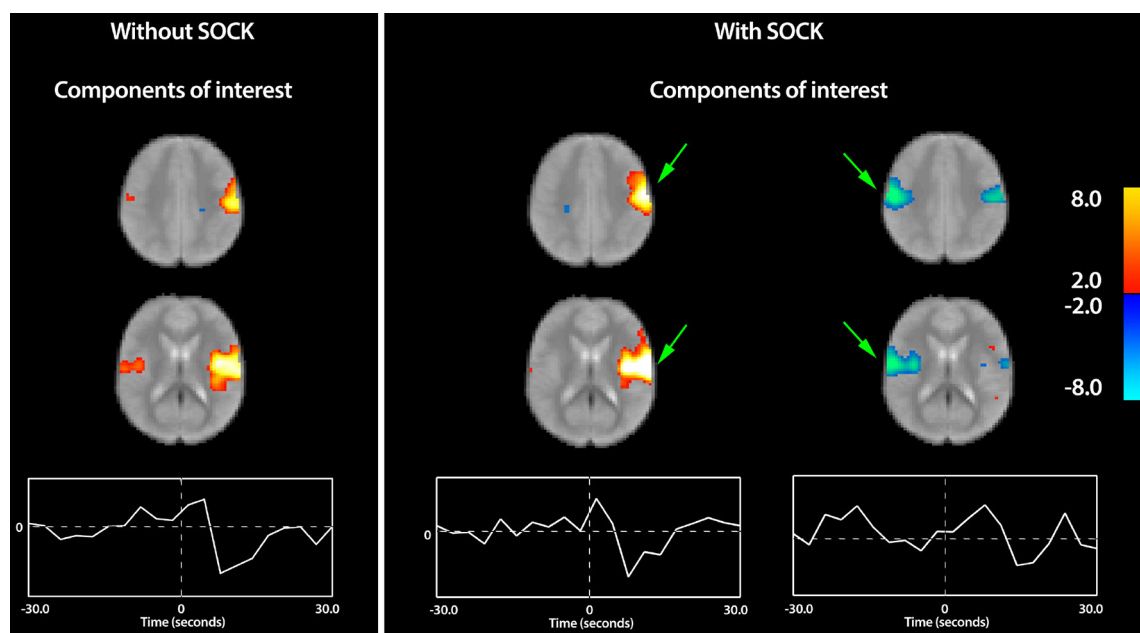 Without SOCK
Components of interest
0
-30.0
0
30.0
Time (seconds)
With SOCK
Components of interest
8.0
2.0
-2.0
-8.0
0
-30.0
0
30.0
Time (seconds)
-30.0
0
30.0
Time (seconds)